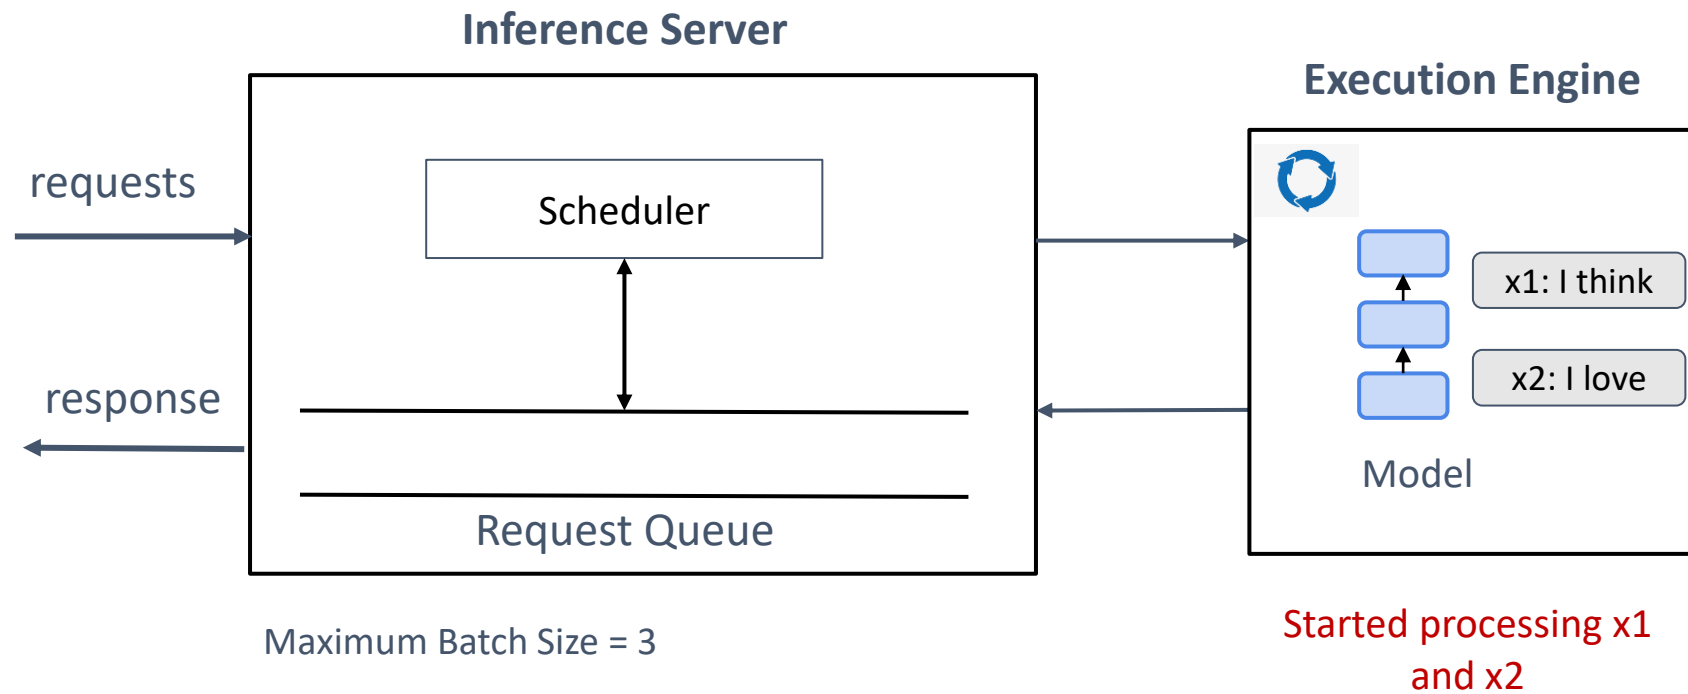 Inference Server
Execution Engine
requests
Scheduler
x1: I think
x2: I love
response
Model
Request Queue
Maximum Batch Size = 3
Started processing x1
and x2